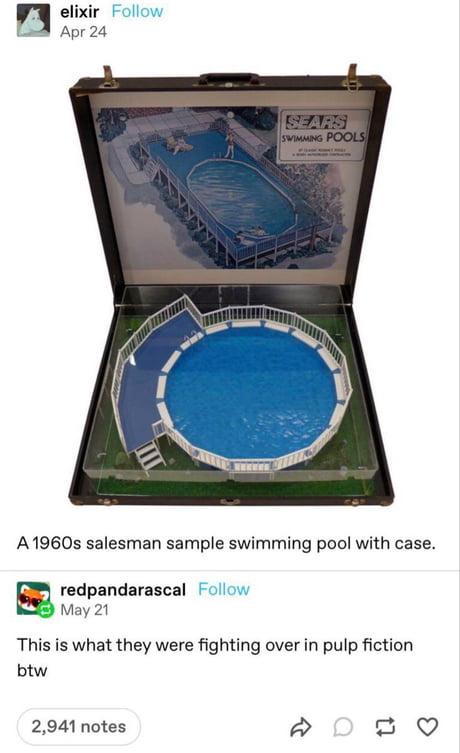 elixir Follow
Apr 24
SEARS
SWIMMING POOLS
A 1960s salesman sample swimming pool with case.
redpandarascal Follow
May 21
This is what they were fighting over in pulp fiction
btw
2,941 notes